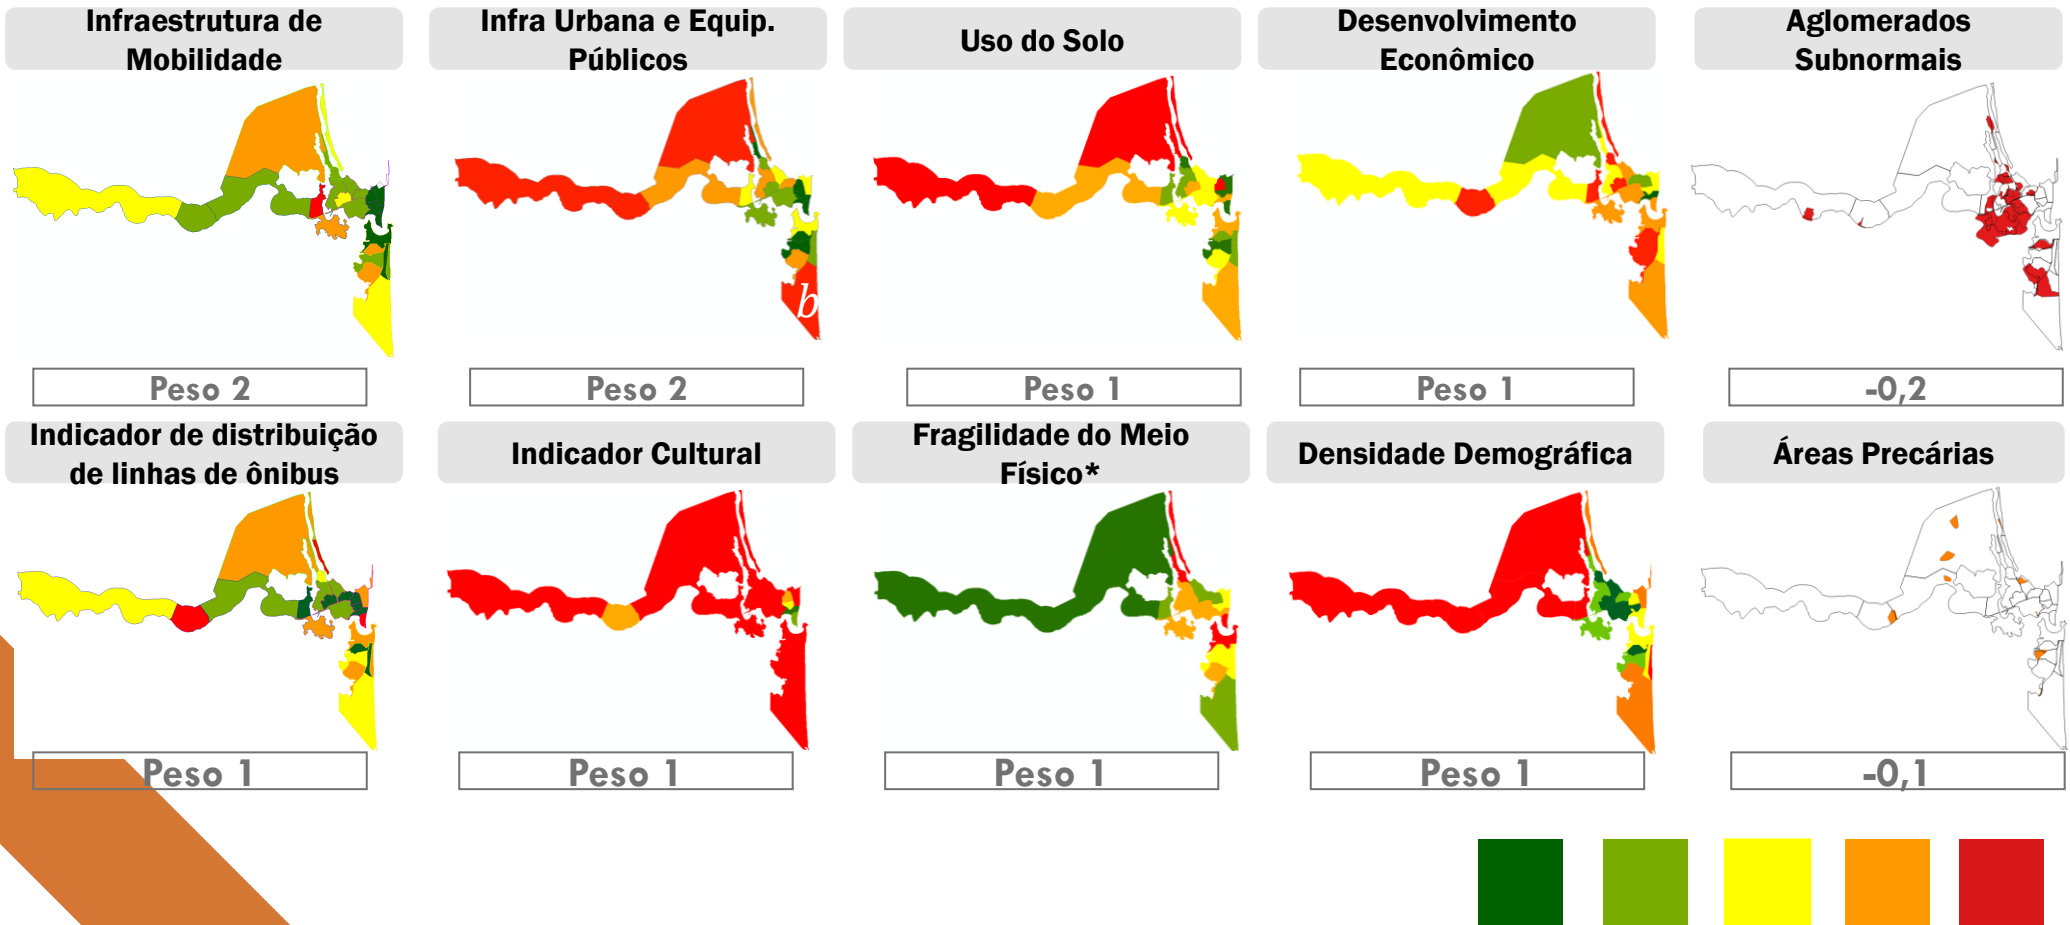 Infraestrutura de
Mobilidade
Infra Urbana e Equip.
Públicos
Uso do Solo
Desenvolvimento
Econômico
Aglomerados
Subnormais
b
Peso 2
Peso 2
Peso 1
Peso 1
-0,2
Indicador de distribuição
de linhas de ônibus
Indicador Cultural
Fragilidade do Meio
Físico*
Densidade Demográfica
Áreas Precárias
Peso 1
Peso 1
Peso 1
Peso 1
-0,1